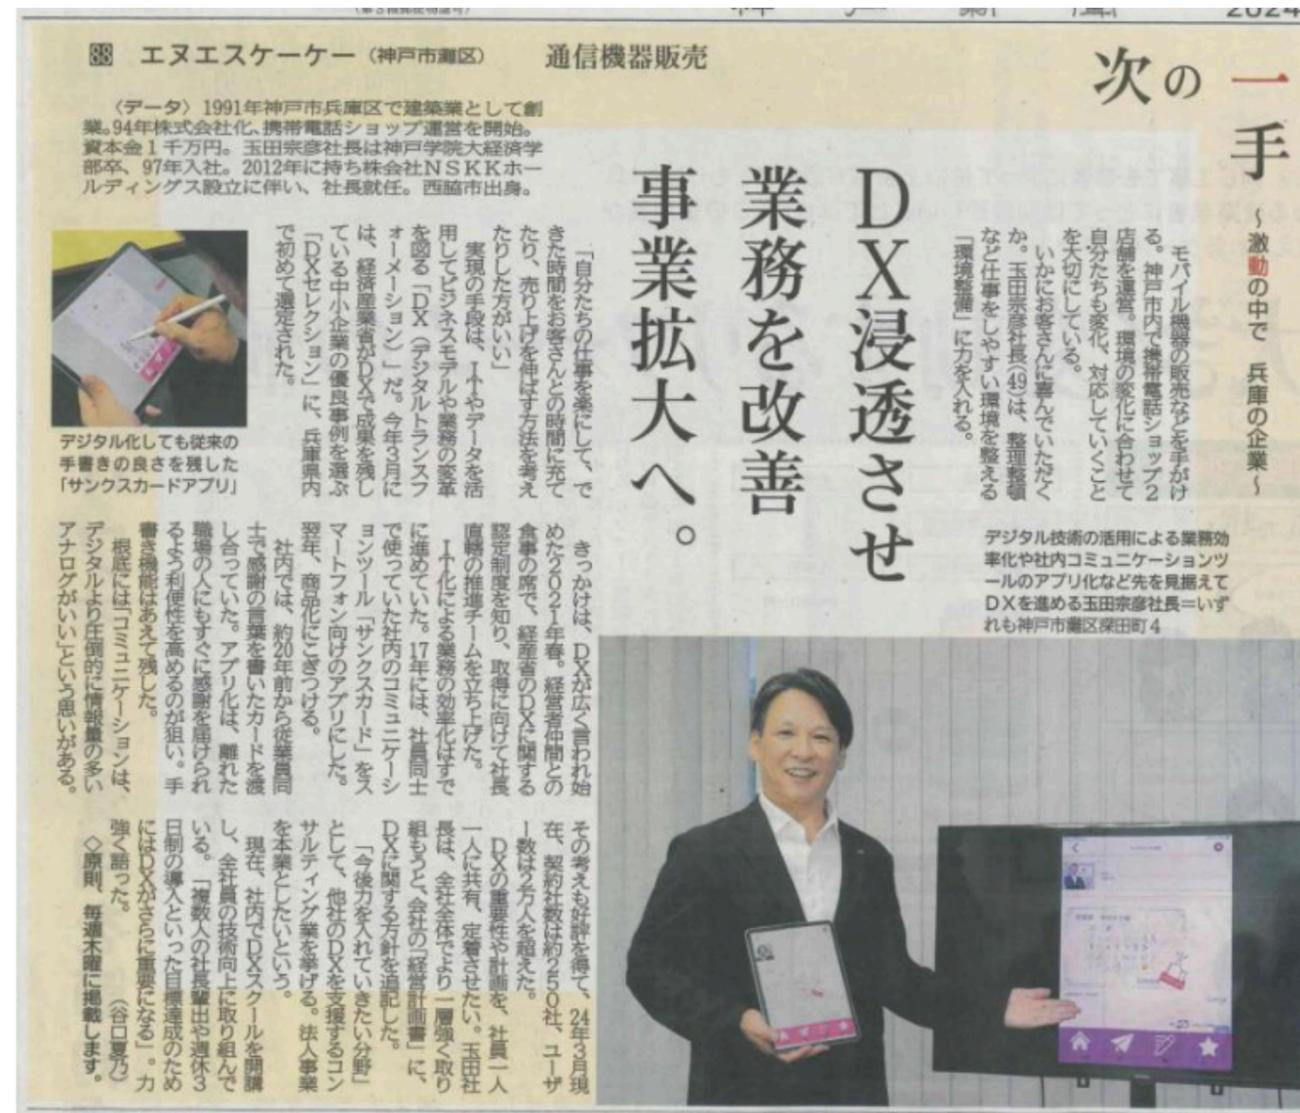 2024
次の一手
~激動の中で 兵庫の企業~
88 エヌエスケーケー(神戸市灘区) 通信機器販売
〈データ〉1991年神戸市兵庫区で建築業として創
業。94年株式会社化、携帯電話ショップ運営を開始。
資本金1千万円。玉田宗彦社長は神戸学院大経済学
部卒、97年入社。2012年に持ち株会社NSKKホー
ルディングス設立に伴い、社長就任。西脇市出身。
DX浸透させ
業務を改善
事業拡大へ。
モバイル機器の販売などを手がけ
る。神戸市内で携帯電話ショップ2
店舗を運営。環境の変化に合わせて
自分たちも変化、対応していくこと
を大切にしている。
いかにお客さんに喜んでいただく
か。玉田宗彦社長(49)は、整理整頓
など仕事をしやすい環境を整える
「環境整備」に力を入れる。
デジタル技術の活用による業務効
率化や社内コミュニケーションツ
ールのアプリ化など先を見据えて
DXを進める玉田宗彦社長=いず
れも神戸市灘区深田町4
「自分たちの仕事を楽にして、で
きた時間をお客さんとの時間に充て
たり、売り上げを伸ばす方法を考え
たりした方がいい」
実現の手段は、ITやデータを活
用してビジネスモデルや業務の変革
を図る「DX(デジタルトランスフ
ォーメーション)」だ。今年3月に
は、経済産業省がDXで成果を残し
ている中小企業の優良事例を選ぶ
「DXセレクション」に、兵庫県内
で初めて選定された。
デジタル化しても従来の
手書きの良さを残した
「サンクスカードアプリ」
きっかけは、DXが広く言われ始
めた2021年春。経営者仲間との
食事の席で、経産省のDXに関する
認定制度を知り、取得に向けて社長
直轄の推進チームを立ち上げた。
IT化による業務の効率化はすで
に進めていた。17年には、社員同士
で使っていた社内のコミュニケーシ
ョンツール「サンクスカード」をス
マートフォン向けのアプリにした。
翌年、商品化にこぎつける。
社内では、約20年前から従業員同
士で感謝の言葉を書いたカードを渡
し合っていた。アプリ化は、離れた
職場の人にもすぐに感謝を届けられ
るよう利便性を高めるのが狙い。手
書き機能はあえて残した。
根底には「コミュニケーションは、
デジタルより圧倒的に情報量の多い
アナログがいい」という思いがある。
その考えも好評を得て、24年3月現
在、契約社数は約250社、ユーザ
ー数は2万人を超えた。
DXの重要性や計画を、社員一人
一人に共有、定着させたい。玉田社
長は、全社全体でより一層強く取り
組もうと、会社の「経営計画書」に、
DXに関する方針を追記した。
「今後力を入れていきたい分野」
として、他社のDXを支援するコン
サルティング業を挙げる。法人事業
を本業としたいという。
現在、社内でDXスクールを開講
し、全社員の技術向上に取り組んで
いる。「複数人の社長輩出や週休3
日制の導入といった目標達成のため
にはDXがさらに重要になる」。力
強く語った。 (谷口夏乃)
◇原則、毎週木曜に掲載します。